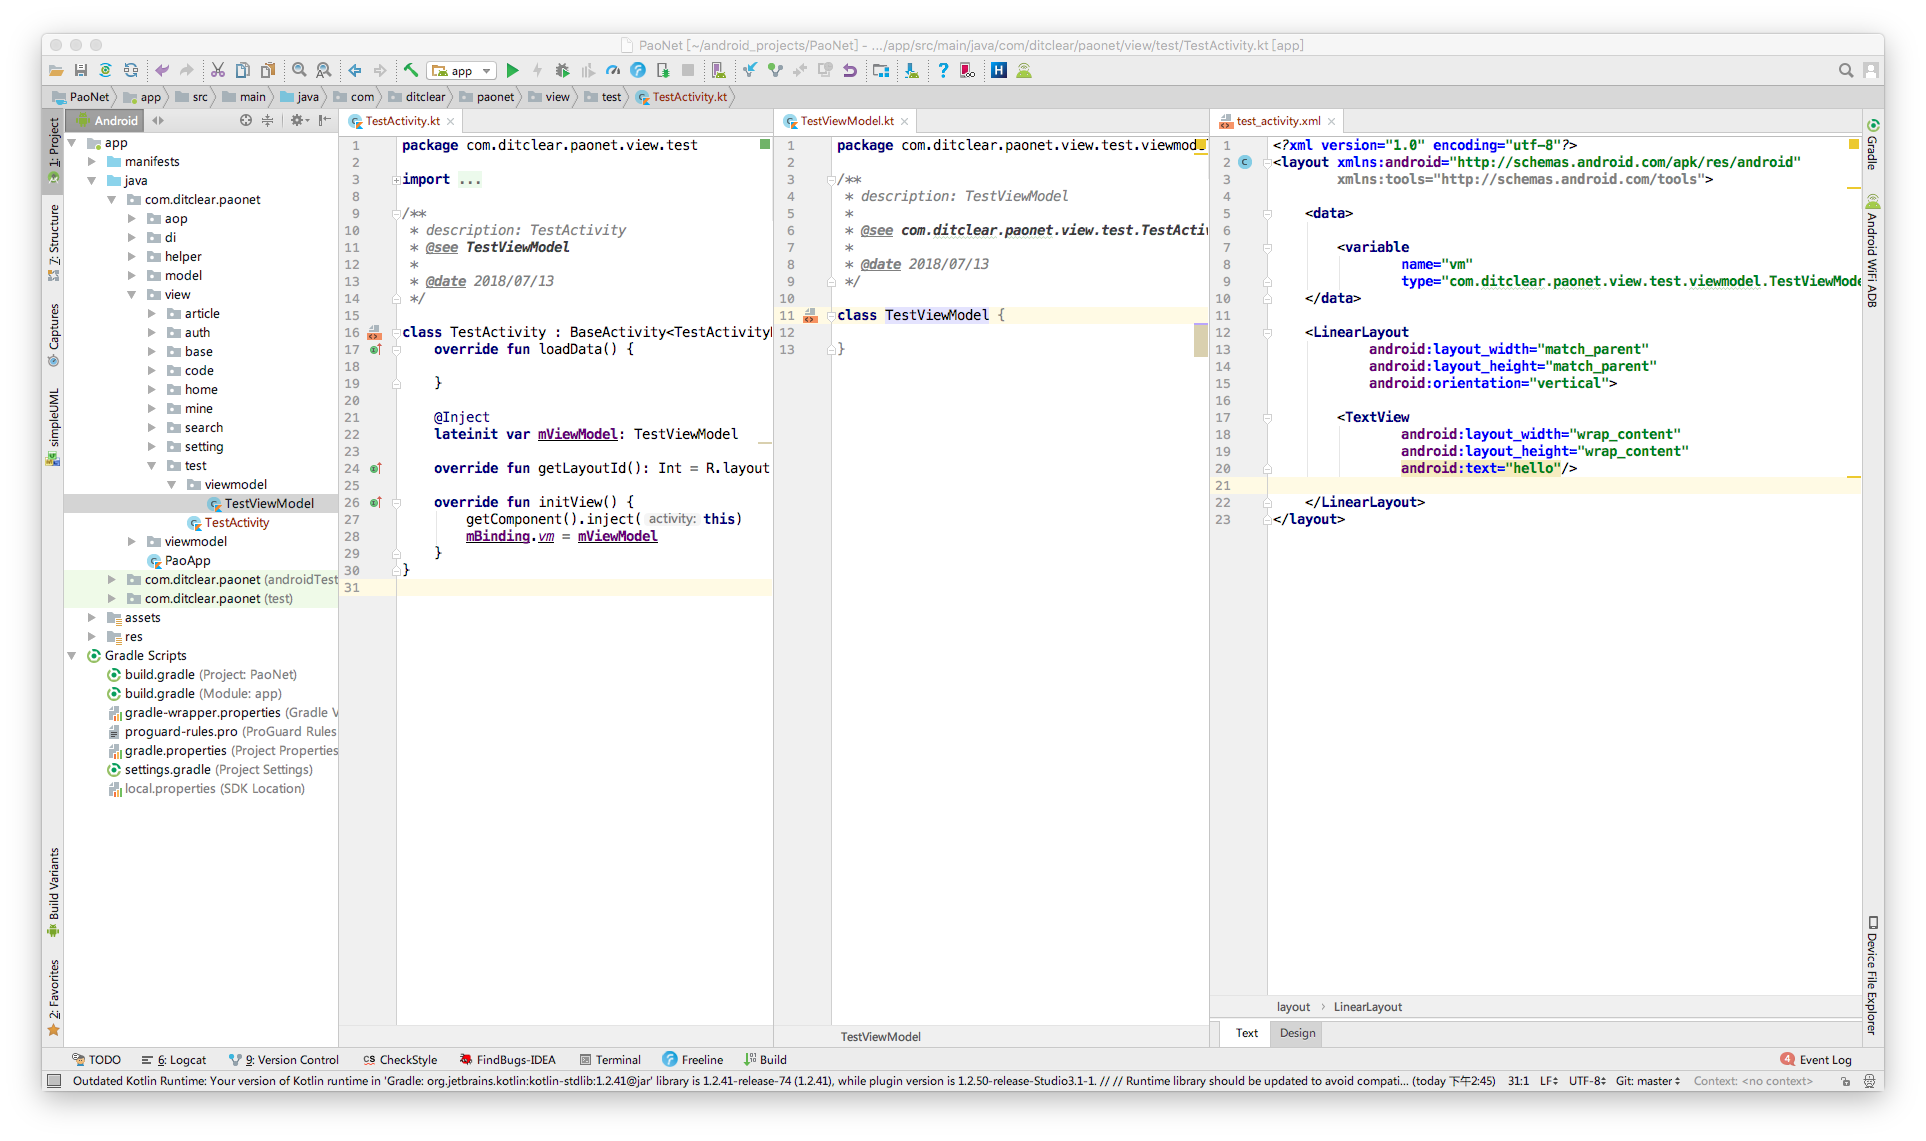 PaoNet [~/android_projects/PaoNet] - .../app/src/main/java/com/ditclear/paonet/view/test/TestActivity.kt [app]
app
PaoNet app src main java com ditclear paonet view test TestActivity.kt
1: Project
7: Structure
Captures
simpleUML
Build Variants
2: Favorites
Android
app
manifests
java
com.ditclear.paonet
aop
di
helper
model
view
article
auth
base
code
home
mine
search
setting
test
viewmodel
TestViewModel
TestActivity
viewmodel
PaoApp
com.ditclear.paonet (androidTest
com.ditclear.paonet (test)
assets
res
Gradle Scripts
build.gradle (Project: PaoNet)
build.gradle (Module: app)
gradle-wrapper.properties (Gradle V
proguard-rules.pro (ProGuard Rules
gradle.properties (Project Properties
settings.gradle (Project Settings)
local.properties (SDK Location)
TestActivity.kt
1 package com.ditclear.paonet.view.test
2
3 import ...
8
9 /**
10 * description: TestActivity
11 * @see TestViewModel
12 *
13 * @date 2018/07/13
14 */
15
16 class TestActivity : BaseActivity<TestActivityB
17 override fun loadData() {
18
19 }
20
21 @Inject
22 lateinit var mViewModel: TestViewModel
23
24 override fun getLayoutId(): Int = R.layout
25
26 override fun initView() {
27 getComponent().inject( activity: this)
28 mBinding.vm = mViewModel
29 }
30 }
31
TestViewModel.kt
1 package com.ditclear.paonet.view.test.viewmodel
2
3 /**
4 * description: TestViewModel
5 *
6 * @see com.ditclear.paonet.view.test.TestActiv
7 *
8 * @date 2018/07/13
9 */
10
11 class TestViewModel {
12
13 }
TestViewModel
test_activity.xml
1 <?xml version="1.0" encoding="utf-8"?>
2 <layout xmlns:android="http://schemas.android.com/apk/res/android"
3 xmlns:tools="http://schemas.android.com/tools">
4
5 <data>
6
7 <variable
8 name="vm"
9 type="com.ditclear.paonet.view.test.viewmodel.TestViewMode
10 </data>
11
12 <LinearLayout
13 android:layout_width="match_parent"
14 android:layout_height="match_parent"
15 android:orientation="vertical">
16
17 <TextView
18 android:layout_width="wrap_content"
19 android:layout_height="wrap_content"
20 android:text="hello"/>
21
22 </LinearLayout>
23 </layout>
layout › LinearLayout
Text Design
Gradle
Android WiFi ADB
Device File Explorer
TODO 6: Logcat 9: Version Control CheckStyle FindBugs-IDEA Terminal Freeline Build 4 Event Log
Outdated Kotlin Runtime: Your version of Kotlin runtime in 'Gradle: org.jetbrains.kotlin:kotlin-stdlib:1.2.41@jar' library is 1.2.41-release-74 (1.2.41), while plugin version is 1.2.50-release-Studio3.1-1. // // Runtime library should be updated to avoid compati... (today 下午2:45) 31:1 LF UTF-8 Git: master Context: <no context>